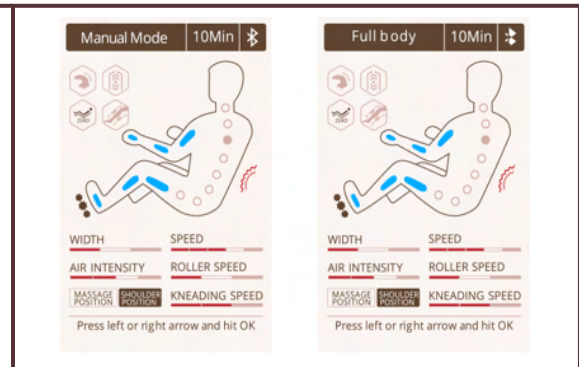 Manual Mode 10Min
ZERO
WIDTH SPEED
AIR INTENSITY ROLLER SPEED
MASSAGE POSITION SHOULDER POSITION KNEADING SPEED
Press left or right arrow and hit OK
Full body 10Min
ZERO
WIDTH SPEED
AIR INTENSITY ROLLER SPEED
MASSAGE POSITION SHOULDER POSITION KNEADING SPEED
Press left or right arrow and hit OK